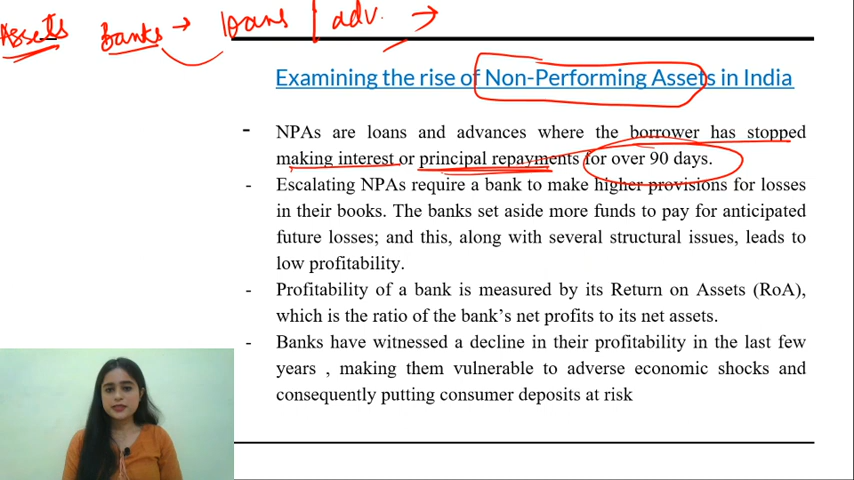 Assets banks → loans / adv. →
Examining the rise of Non-Performing Assets in India
- NPAs are loans and advances where the borrower has stopped
making interest or principal repayments for over 90 days.
- Escalating NPAs require a bank to make higher provisions for losses
in their books. The banks set aside more funds to pay for anticipated
future losses; and this, along with several structural issues, leads to
low profitability.
- Profitability of a bank is measured by its Return on Assets (RoA),
which is the ratio of the bank’s net profits to its net assets.
- Banks have witnessed a decline in their profitability in the last few
years , making them vulnerable to adverse economic shocks and
consequently putting consumer deposits at risk